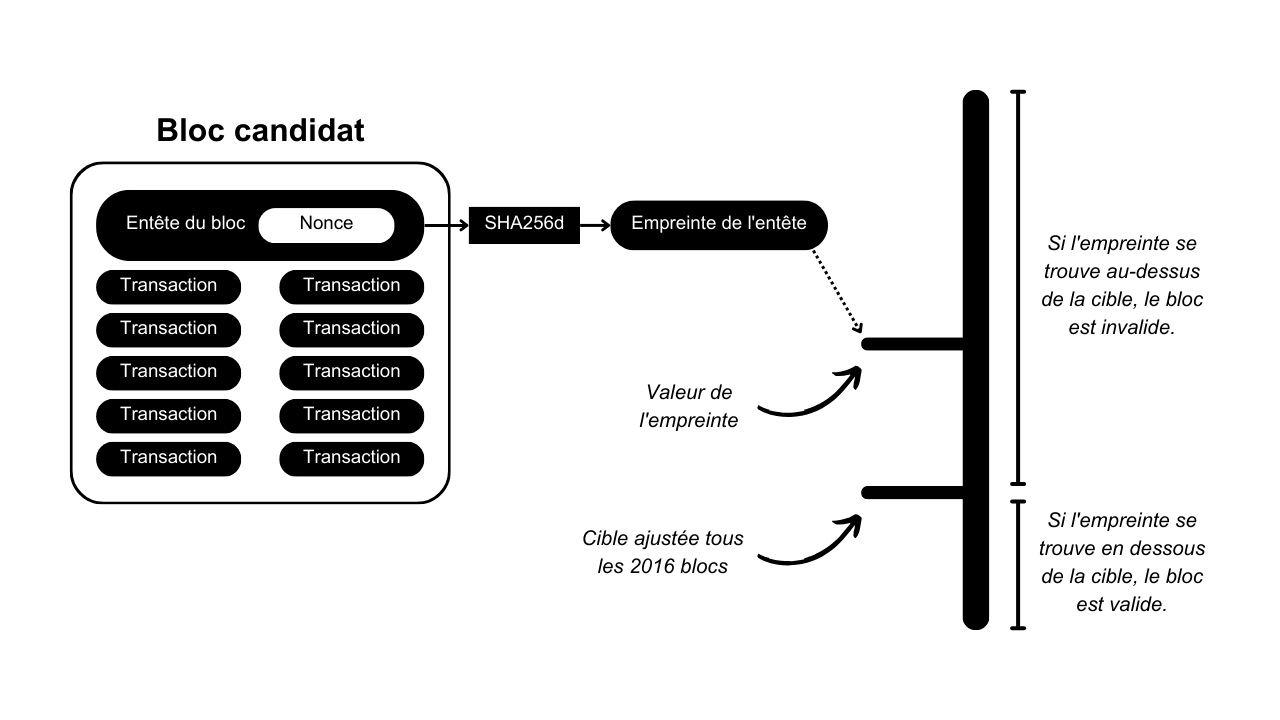 Bloc candidat
Entête du bloc
Nonce
SHA256d
Empreinte de l'entête
Transaction
Transaction
Transaction
Transaction
Transaction
Transaction
Transaction
Transaction
Transaction
Transaction
Valeur de
l'empreinte
Cible ajustée tous
les 2016 blocs
Si l'empreinte se
trouve au-dessus
de la cible, le bloc
est invalide.
Si l'empreinte se
trouve en dessous
de la cible, le bloc
est valide.